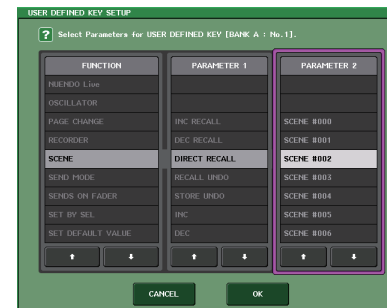 USER DEFINED KEY SETUP
? Select Parameters for USER DEFINED KEY [BANK A : No.1].
FUNCTION
NUENDO Live
OSCILLATOR
PAGE CHANGE
RECORDER
SCENE
SEND MODE
SENDS ON FADER
SET BY SEL
SET DEFAULT VALUE
PARAMETER 1
INC RECALL
DEC RECALL
DIRECT RECALL
RECALL UNDO
STORE UNDO
INC
DEC
PARAMETER 2
SCENE #000
SCENE #001
SCENE #002
SCENE #003
SCENE #004
SCENE #005
SCENE #006
CANCEL
OK